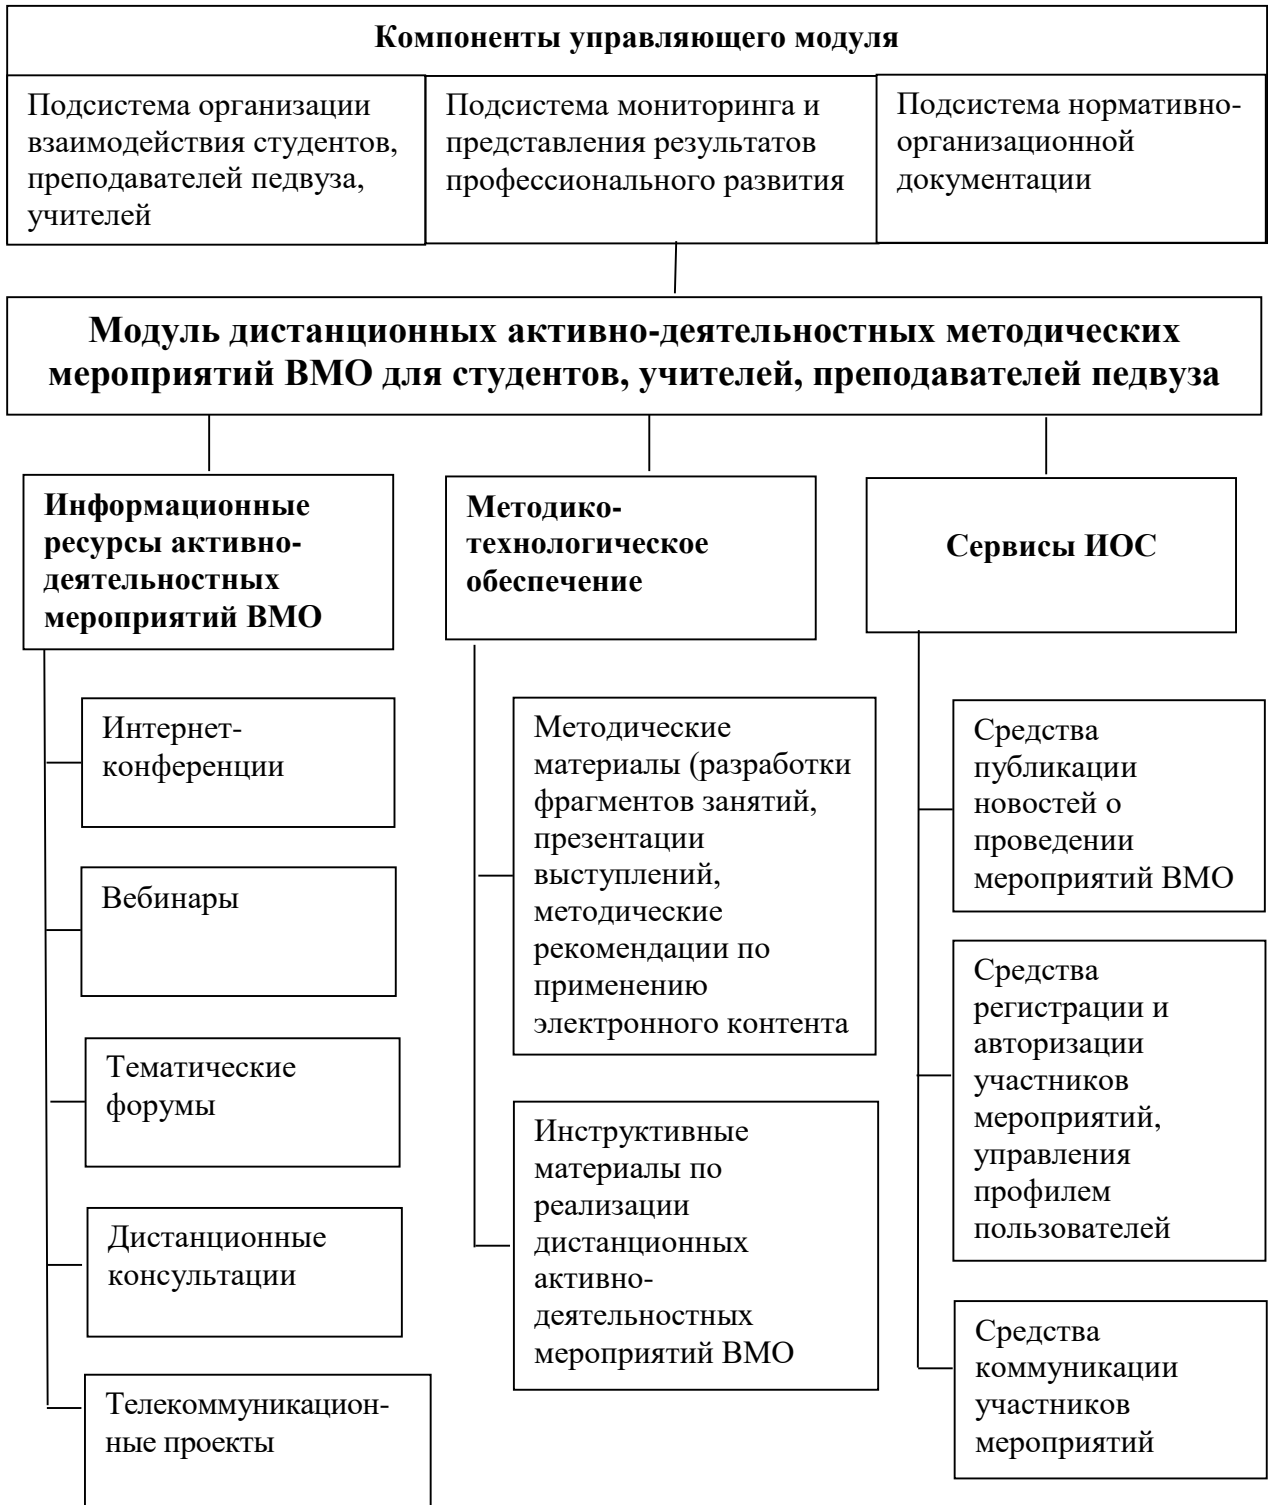 Компоненты управляющего модуля
Подсистема организации
взаимодействия студентов,
преподавателей педвуза,
учителей
Подсистема мониторинга и
представления результатов
профессионального развития
Подсистема нормативно-
организационной
документации
Модуль дистанционных активно-деятельностных методических
мероприятий ВМО для студентов, учителей, преподавателей педвуза
Информационные
ресурсы активно-
деятельностных
мероприятий ВМО
Интернет-
конференции
Вебинары
Тематические
форумы
Дистанционные
консультации
Телекоммуникацион-
ные проекты
Методико-
технологическое
обеспечение
Методические
материалы (разработки
фрагментов занятий,
презентации
выступлений,
методические
рекомендации по
применению
электронного контента
Инструктивные
материалы по
реализации
дистанционных
активно-
деятельностных
мероприятий ВМО
Сервисы ИОС
Средства
публикации
новостей о
проведении
мероприятий ВМО
Средства
регистрации и
авторизации
участников
мероприятий,
управления
профилем
пользователей
Средства
коммуникации
участников
мероприятий